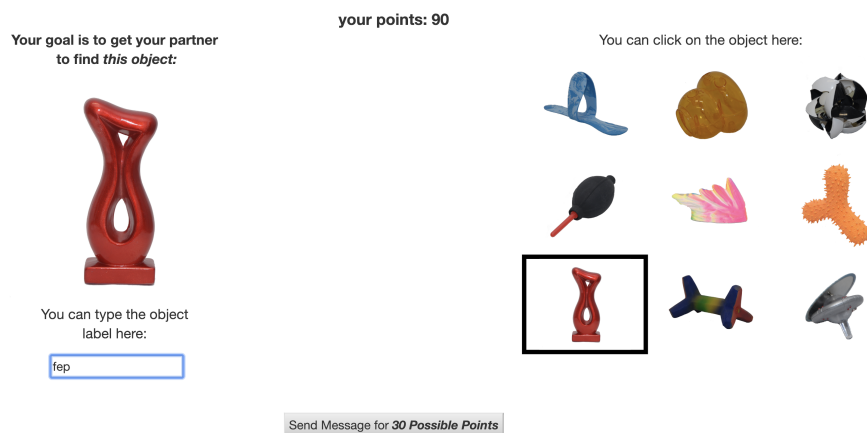 your points: 90
Your goal is to get your partner
to find this object:
You can click on the object here:
You can type the object
label here:
fep
Send Message for 30 Possible Points